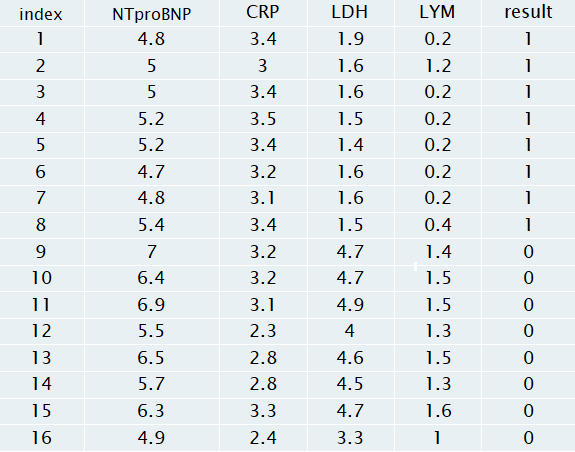 index NTproBNP CRP LDH LYM result
1 4.8 3.4 1.9 0.2 1
2 5 3 1.6 1.2 1
3 5 3.4 1.6 0.2 1
4 5.2 3.5 1.5 0.2 1
5 5.2 3.4 1.4 0.2 1
6 4.7 3.2 1.6 0.2 1
7 4.8 3.1 1.6 0.2 1
8 5.4 3.4 1.5 0.4 1
9 7 3.2 4.7 1.4 0
10 6.4 3.2 4.7 1.5 0
11 6.9 3.1 4.9 1.5 0
12 5.5 2.3 4 1.3 0
13 6.5 2.8 4.6 1.5 0
14 5.7 2.8 4.5 1.3 0
15 6.3 3.3 4.7 1.6 0
16 4.9 2.4 3.3 1 0